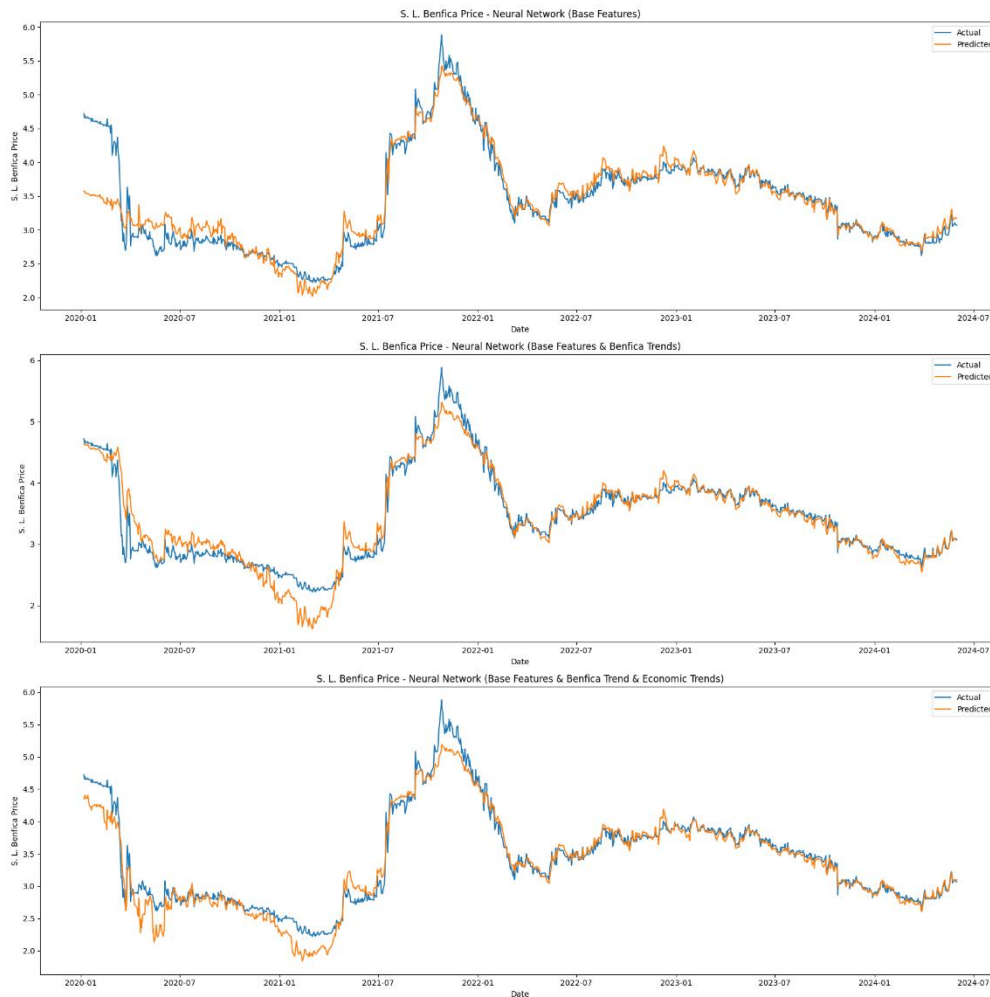 S. L. Benfica Price - Neural Network (Base Features)
Actual
Predicted
6.0
5.5
5.0
4.5
4.0
3.5
3.0
2.5
2.0
S. L. Benfica Price
2020-01 2020-07 2021-01 2021-07 2022-01 2022-07 2023-01 2023-07 2024-01 2024-07
Date
S. L. Benfica Price - Neural Network (Base Features & Benfica Trends)
Actual
Predicted
6
5
4
3
2
S. L. Benfica Price
2020-01 2020-07 2021-01 2021-07 2022-01 2022-07 2023-01 2023-07 2024-01 2024-07
Date
S. L. Benfica Price - Neural Network (Base Features & Benfica Trend & Economic Trends)
Actual
Predicted
6.0
5.5
5.0
4.5
4.0
3.5
3.0
2.5
2.0
S. L. Benfica Price
2020-01 2020-07 2021-01 2021-07 2022-01 2022-07 2023-01 2023-07 2024-01 2024-07
Date